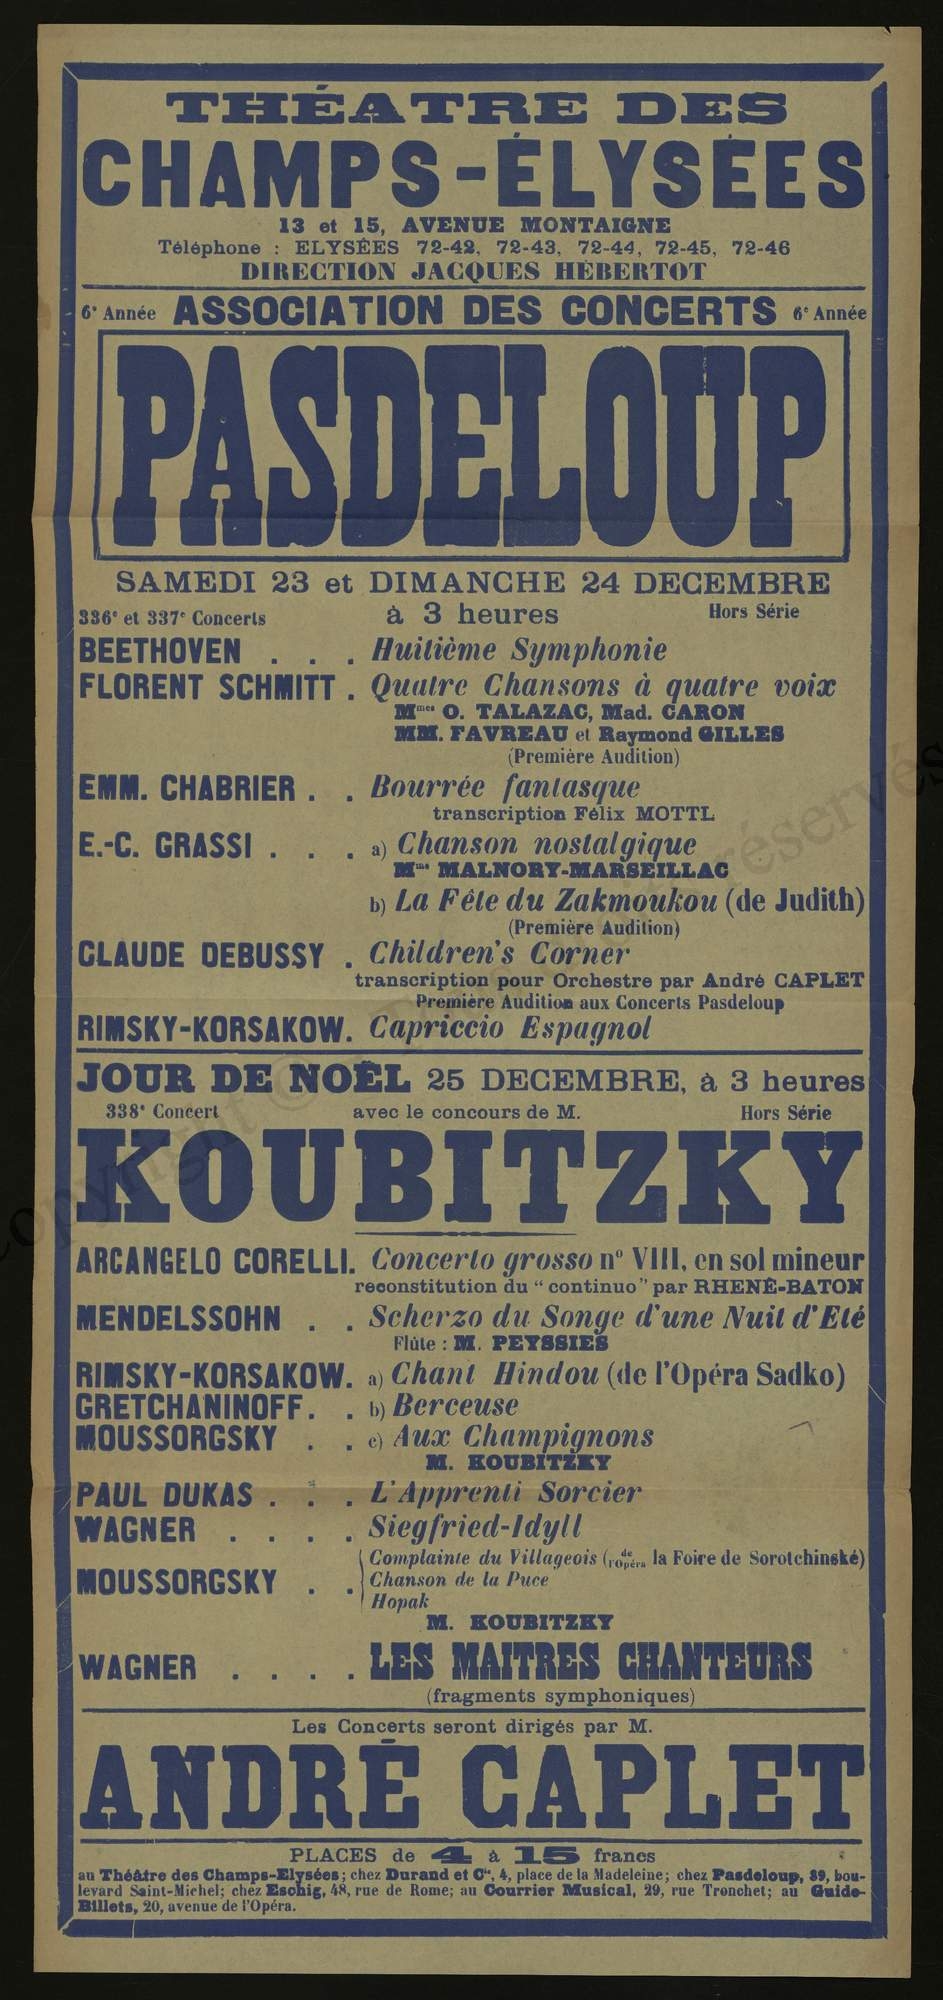 THÉATRE DES
CHAMPS-ÉLYSÉES
13 et 15, AVENUE MONTAIGNE
Téléphone : ELYSÉES 72-42, 72-43, 72-44, 72-45, 72-46
DIRECTION JACQUES HÉBERTOT
6e Année ASSOCIATION DES CONCERTS 6e Année
PASDELOUP
SAMEDI 23 et DIMANCHE 24 DECEMBRE
336e et 337e Concerts à 3 heures Hors Série
BEETHOVEN . . . Huitième Symphonie
FLORENT SCHMITT . Quatre Chansons à quatre voix
Mmes O. TALAZAC, Mad. CARON
MM. FAVREAU et Raymond GILLES
(Première Audition)
EMM. CHABRIER . . Bourrée fantasque
transcription Félix MOTTL
E.-C. GRASSI . . . a) Chanson nostalgique
Mme MALNORY-MARSEILLAC
b) La Fête du Zakmoukou (de Judith)
(Première Audition)
CLAUDE DEBUSSY . Children's Corner
transcription pour Orchestre par André CAPLET
Première Audition aux Concerts Pasdeloup
RIMSKY-KORSAKOW. Capriccio Espagnol
JOUR DE NOËL 25 DECEMBRE, à 3 heures
338e Concert avec le concours de M. Hors Série
KOUBITZKY
ARCANGELO CORELLI. Concerto grosso no VIII, en sol mineur
reconstitution du "continuo" par RHENÉ-BATON
MENDELSSOHN . . Scherzo du Songe d'une Nuit d'Eté
Flûte : M. PEYSSIES
RIMSKY-KORSAKOW. a) Chant Hindou (de l'Opéra Sadko)
GRETCHANINOFF. . b) Berceuse
MOUSSORGSKY . . c) Aux Champignons
M. KOUBITZKY
PAUL DUKAS . . . L'Apprenti Sorcier
WAGNER . . . . Siegfried-Idyll
MOUSSORGSKY . . Complainte du Villageois (de l'Opéra la Foire de Sorotchinské)
Chanson de la Puce
Hopak
M. KOUBITZKY
WAGNER . . . . LES MAITRES CHANTEURS
(fragments symphoniques)
Les Concerts seront dirigés par M.
ANDRÉ CAPLET
PLACES de 4 à 15 francs
au Théâtre des Champs-Elysées; chez Durand et Cie, 4, place de la Madeleine; chez Pasdeloup, 89, bou-
levard Saint-Michel; chez Eschig, 48, rue de Rome; au Courrier Musical, 29, rue Tronchet; au Guide-
Billets, 20, avenue de l'Opéra.
Copyright © - Tous droits réservés